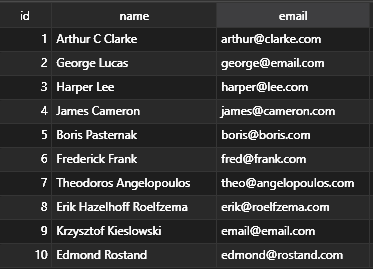 id name email
1 Arthur C Clarke arthur@clarke.com
2 George Lucas george@email.com
3 Harper Lee harper@lee.com
4 James Cameron james@cameron.com
5 Boris Pasternak boris@boris.com
6 Frederick Frank fred@frank.com
7 Theodoros Angelopoulos theo@angelopoulos.com
8 Erik Hazelhoff Roelfzema erik@roelfzema.com
9 Krzysztof Kieslowski email@email.com
10 Edmond Rostand edmond@rostand.com